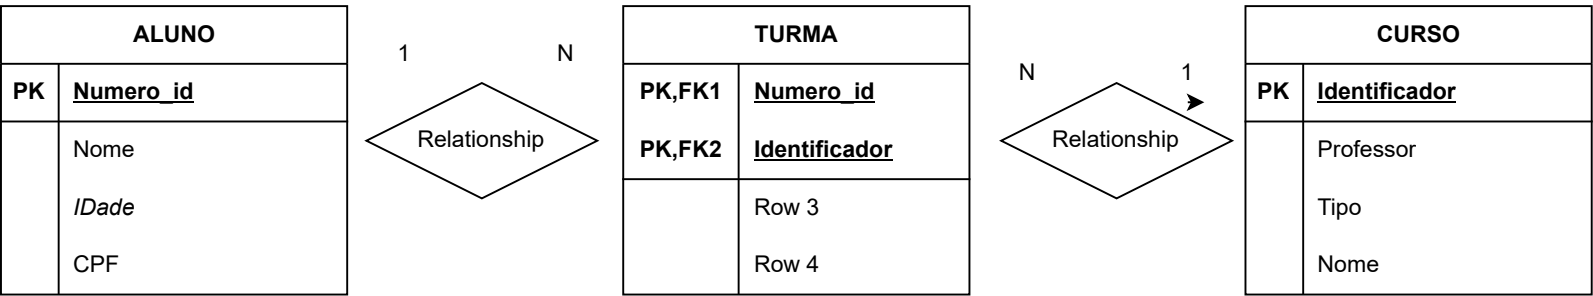 ALUNO
PK Numero_id
Nome
IDade
CPF
1 N
Relationship
TURMA
PK,FK1 Numero_id
PK,FK2 Identificador
Row 3
Row 4
N 1
Relationship
CURSO
PK Identificador
Professor
Tipo
Nome